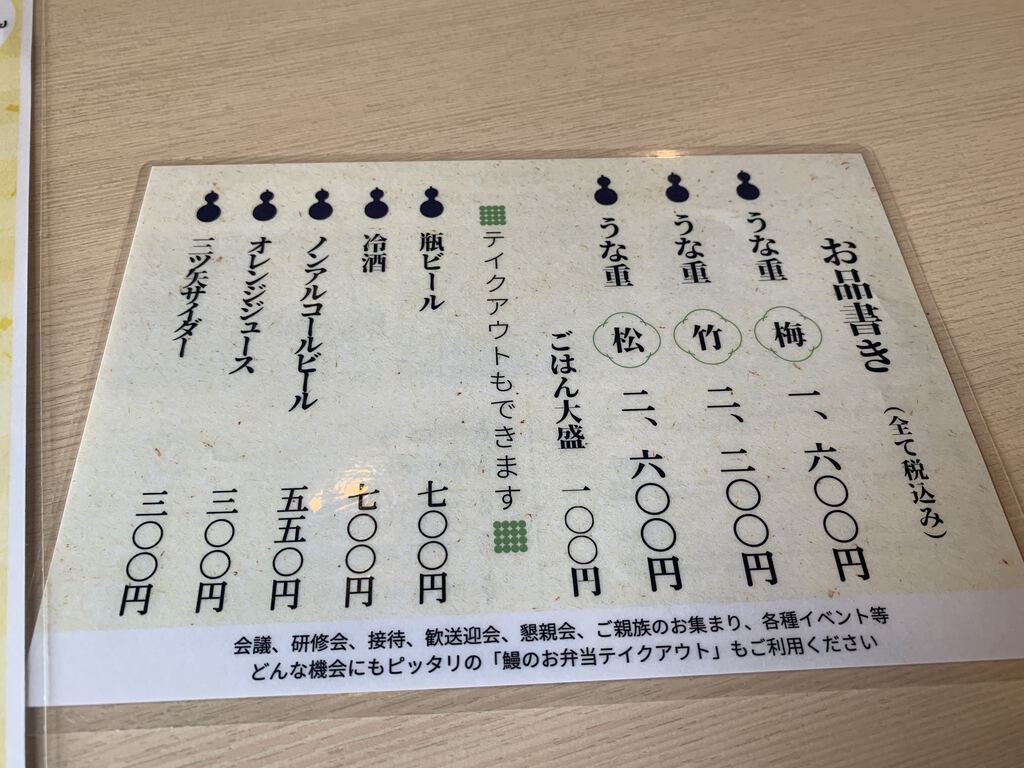 お品書き
（全て税込み）
うな重 梅 一、六〇〇円
うな重 竹 二、二〇〇円
うな重 松 二、六〇〇円
ごはん大盛 一〇〇円
テイクアウトもできます
瓶ビール 七〇〇円
冷酒 七〇〇円
ノンアルコールビール 五五〇円
オレンジジュース 三〇〇円
三ツ矢サイダー 三〇〇円
会議、研修会、接待、歓送迎会、懇親会、ご親族のお集まり、各種イベント等
どんな機会にもピッタリの「鰻のお弁当テイクアウト」もご利用ください